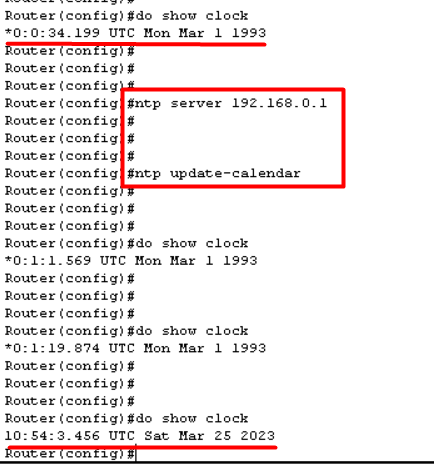 Router(config)#
Router(config)#do show clock
*0:0:34.199 UTC Mon Mar 1 1993
Router(config)#
Router(config)#
Router(config)#
Router(config)#ntp server 192.168.0.1
Router(config)#
Router(config)#
Router(config)#
Router(config)#ntp update-calendar
Router(config)#
Router(config)#
Router(config)#
Router(config)#do show clock
*0:1:1.569 UTC Mon Mar 1 1993
Router(config)#
Router(config)#
Router(config)#
Router(config)#do show clock
*0:1:19.874 UTC Mon Mar 1 1993
Router(config)#
Router(config)#
Router(config)#
Router(config)#do show clock
10:54:3.456 UTC Sat Mar 25 2023
Router(config)#